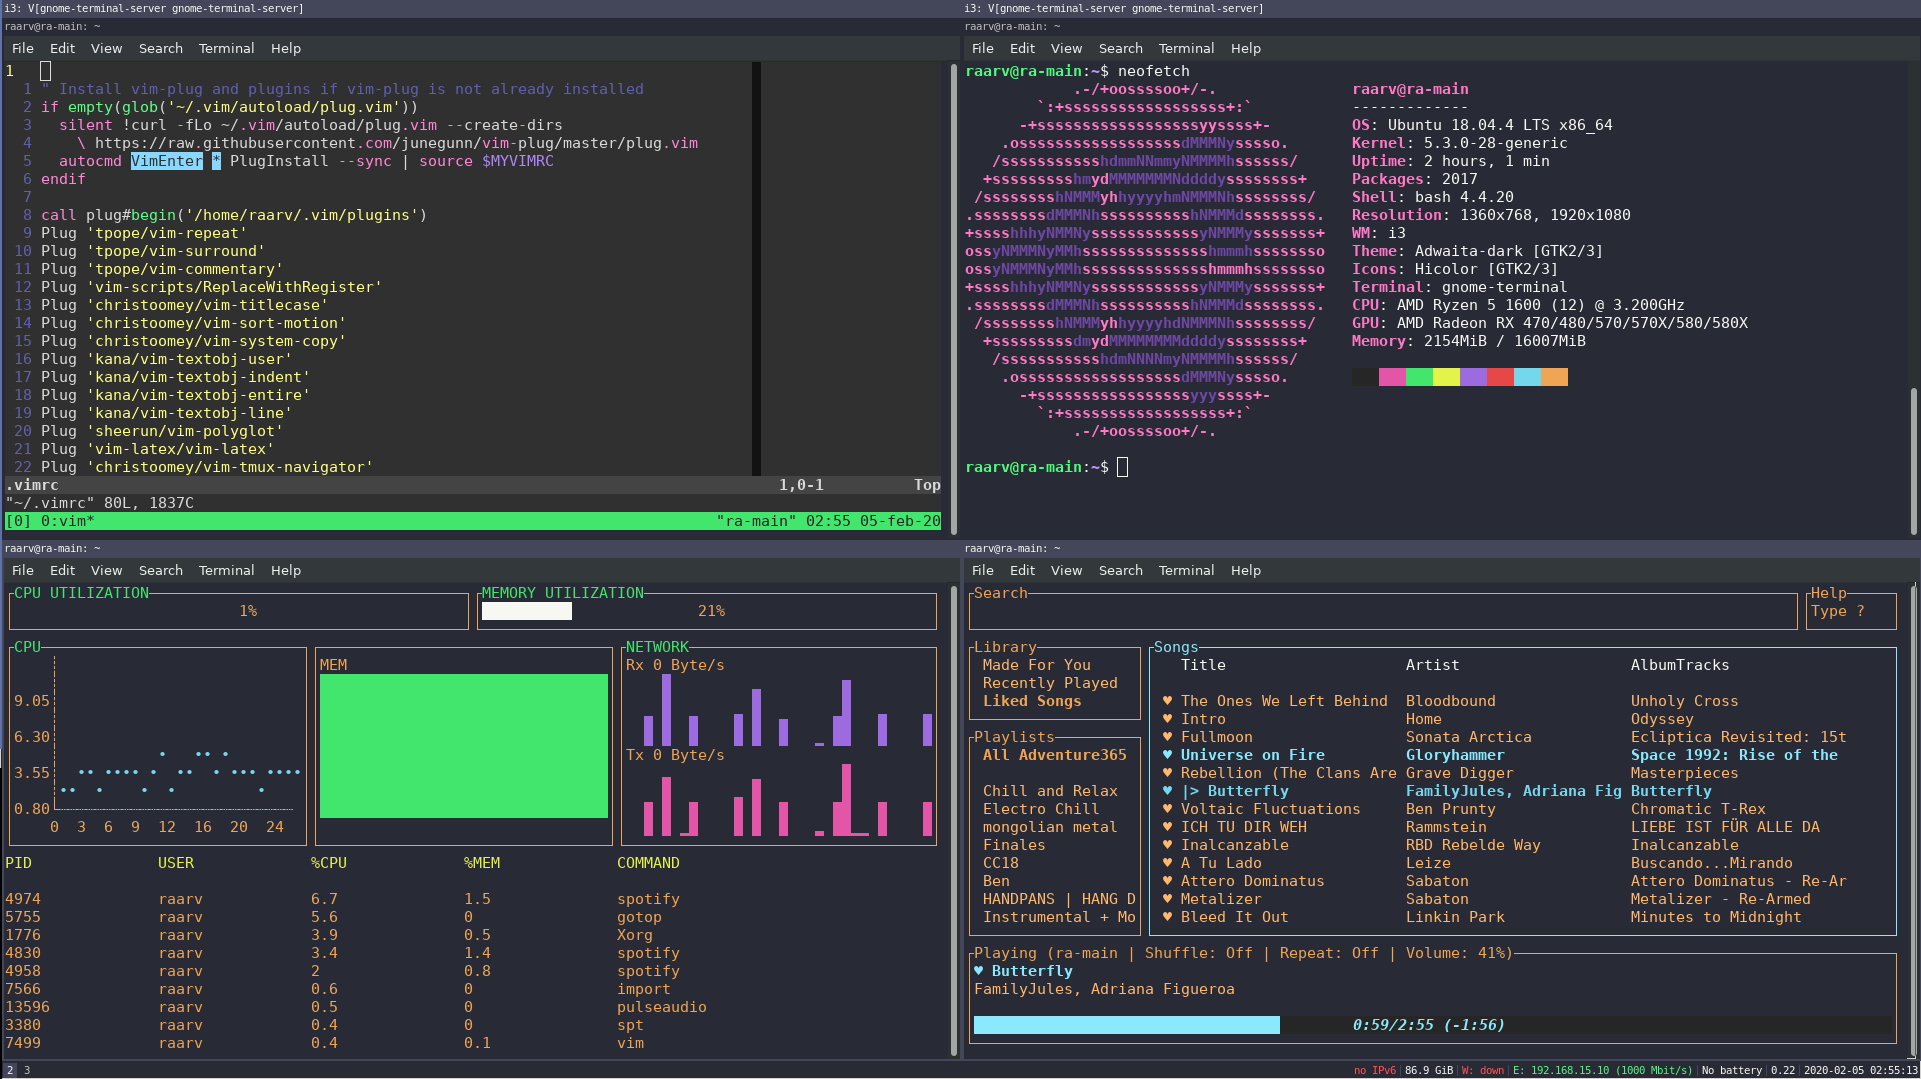 i3: V[gnome-terminal-server gnome-terminal-server]
raarv@ra-main: ~
File Edit View Search Terminal Help
1
1 " Install vim-plug and plugins if vim-plug is not already installed
2 if empty(glob('~/.vim/autoload/plug.vim'))
3 silent !curl -fLo ~/.vim/autoload/plug.vim --create-dirs
4 \ https://raw.githubusercontent.com/junegunn/vim-plug/master/plug.vim
5 autocmd VimEnter * PlugInstall --sync | source $MYVIMRC
6 endif
7
8 call plug#begin('/home/raarv/.vim/plugins')
9 Plug 'tpope/vim-repeat'
10 Plug 'tpope/vim-surround'
11 Plug 'tpope/vim-commentary'
12 Plug 'vim-scripts/ReplaceWithRegister'
13 Plug 'christoomey/vim-titlecase'
14 Plug 'christoomey/vim-sort-motion'
15 Plug 'christoomey/vim-system-copy'
16 Plug 'kana/vim-textobj-user'
17 Plug 'kana/vim-textobj-indent'
18 Plug 'kana/vim-textobj-entire'
19 Plug 'kana/vim-textobj-line'
20 Plug 'sheerun/vim-polyglot'
21 Plug 'vim-latex/vim-latex'
22 Plug 'christoomey/vim-tmux-navigator'
.vimrc 1,0-1 Top
"~/.vimrc" 80L, 1837C
[0] 0:vim* "ra-main" 02:55 05-feb-20
i3: V[gnome-terminal-server gnome-terminal-server]
raarv@ra-main: ~
File Edit View Search Terminal Help
raarv@ra-main:~$ neofetch
.-/+oossssoo+/-.
`:+ssssssssssssssssss+:`
-+ssssssssssssssssssyyssss+-
.ossssssssssssssssssdMMMNysssso.
/ssssssssssshdmmNNmmyNMMMMhssssss/
+ssssssssshmydMMMMMMMNddddyssssssss+
/sssssssshNMMMyhhyyyyhmNMMMNhssssssss/
.ssssssssdMMMNhsssssssssshNMMMdssssssss.
+sssshhhyNMMNyssssssssssssyNMMMysssssss+
ossyNMMMNyMMhsssssssssssssshmmmhssssssso
ossyNMMMNyMMhsssssssssssssshmmmhssssssso
+sssshhhyNMMNyssssssssssssyNMMMysssssss+
.ssssssssdMMMNhsssssssssshNMMMdssssssss.
/sssssssshNMMMyhhyyyyhdNMMMNhssssssss/
+sssssssssdmydMMMMMMMMddddyssssssss+
/ssssssssssshdmNNNNmyNMMMMhssssss/
.ossssssssssssssssssdMMMNysssso.
-+sssssssssssssssssyyyssss+-
`:+ssssssssssssssssss+:`
.-/+oossssoo+/-.
raarv@ra-main
-------------
OS: Ubuntu 18.04.4 LTS x86_64
Kernel: 5.3.0-28-generic
Uptime: 2 hours, 1 min
Packages: 2017
Shell: bash 4.4.20
Resolution: 1360x768, 1920x1080
WM: i3
Theme: Adwaita-dark [GTK2/3]
Icons: Hicolor [GTK2/3]
Terminal: gnome-terminal
CPU: AMD Ryzen 5 1600 (12) @ 3.200GHz
GPU: AMD Radeon RX 470/480/570/570X/580/580X
Memory: 2154MiB / 16007MiB
raarv@ra-main:~$
raarv@ra-main: ~
File Edit View Search Terminal Help
CPU UTILIZATION
1%
MEMORY UTILIZATION
21%
CPU
9.05
6.30
3.55
0.80
0 3 6 9 12 16 20 24
MEM
NETWORK
Rx 0 Byte/s
Tx 0 Byte/s
PID USER %CPU %MEM COMMAND
4974 raarv 6.7 1.5 spotify
5755 raarv 5.6 0 gotop
1776 raarv 3.9 0.5 Xorg
4830 raarv 3.4 1.4 spotify
4958 raarv 2 0.8 spotify
7566 raarv 0.6 0 import
13596 raarv 0.5 0 pulseaudio
3380 raarv 0.4 0 spt
7499 raarv 0.4 0.1 vim
raarv@ra-main: ~
File Edit View Search Terminal Help
Search
Help
Type ?
Library
Made For You
Recently Played
Liked Songs
Playlists
All Adventure365
Chill and Relax
Electro Chill
mongolian metal
Finales
CC18
Ben
HANDPANS | HANG D
Instrumental + Mo
Songs
Title Artist AlbumTracks
♥ The Ones We Left Behind Bloodbound Unholy Cross
♥ Intro Home Odyssey
♥ Fullmoon Sonata Arctica Ecliptica Revisited: 15t
♥ Universe on Fire Gloryhammer Space 1992: Rise of the
♥ Rebellion (The Clans Are Grave Digger Masterpieces
♥ |> Butterfly FamilyJules, Adriana Fig Butterfly
♥ Voltaic Fluctuations Ben Prunty Chromatic T-Rex
♥ ICH TU DIR WEH Rammstein LIEBE IST FÜR ALLE DA
♥ Inalcanzable RBD Rebelde Way Inalcanzable
♥ A Tu Lado Leize Buscando...Mirando
♥ Attero Dominatus Sabaton Attero Dominatus - Re-Ar
♥ Metalizer Sabaton Metalizer - Re-Armed
♥ Bleed It Out Linkin Park Minutes to Midnight
Playing (ra-main | Shuffle: Off | Repeat: Off | Volume: 41%)
♥ Butterfly
FamilyJules, Adriana Figueroa
0:59/2:55 (-1:56)
2 3
no IPv6 | 86.9 GiB | W: down | E: 192.168.15.10 (1000 Mbit/s) | No battery | 0.22 | 2020-02-05 02:55:13